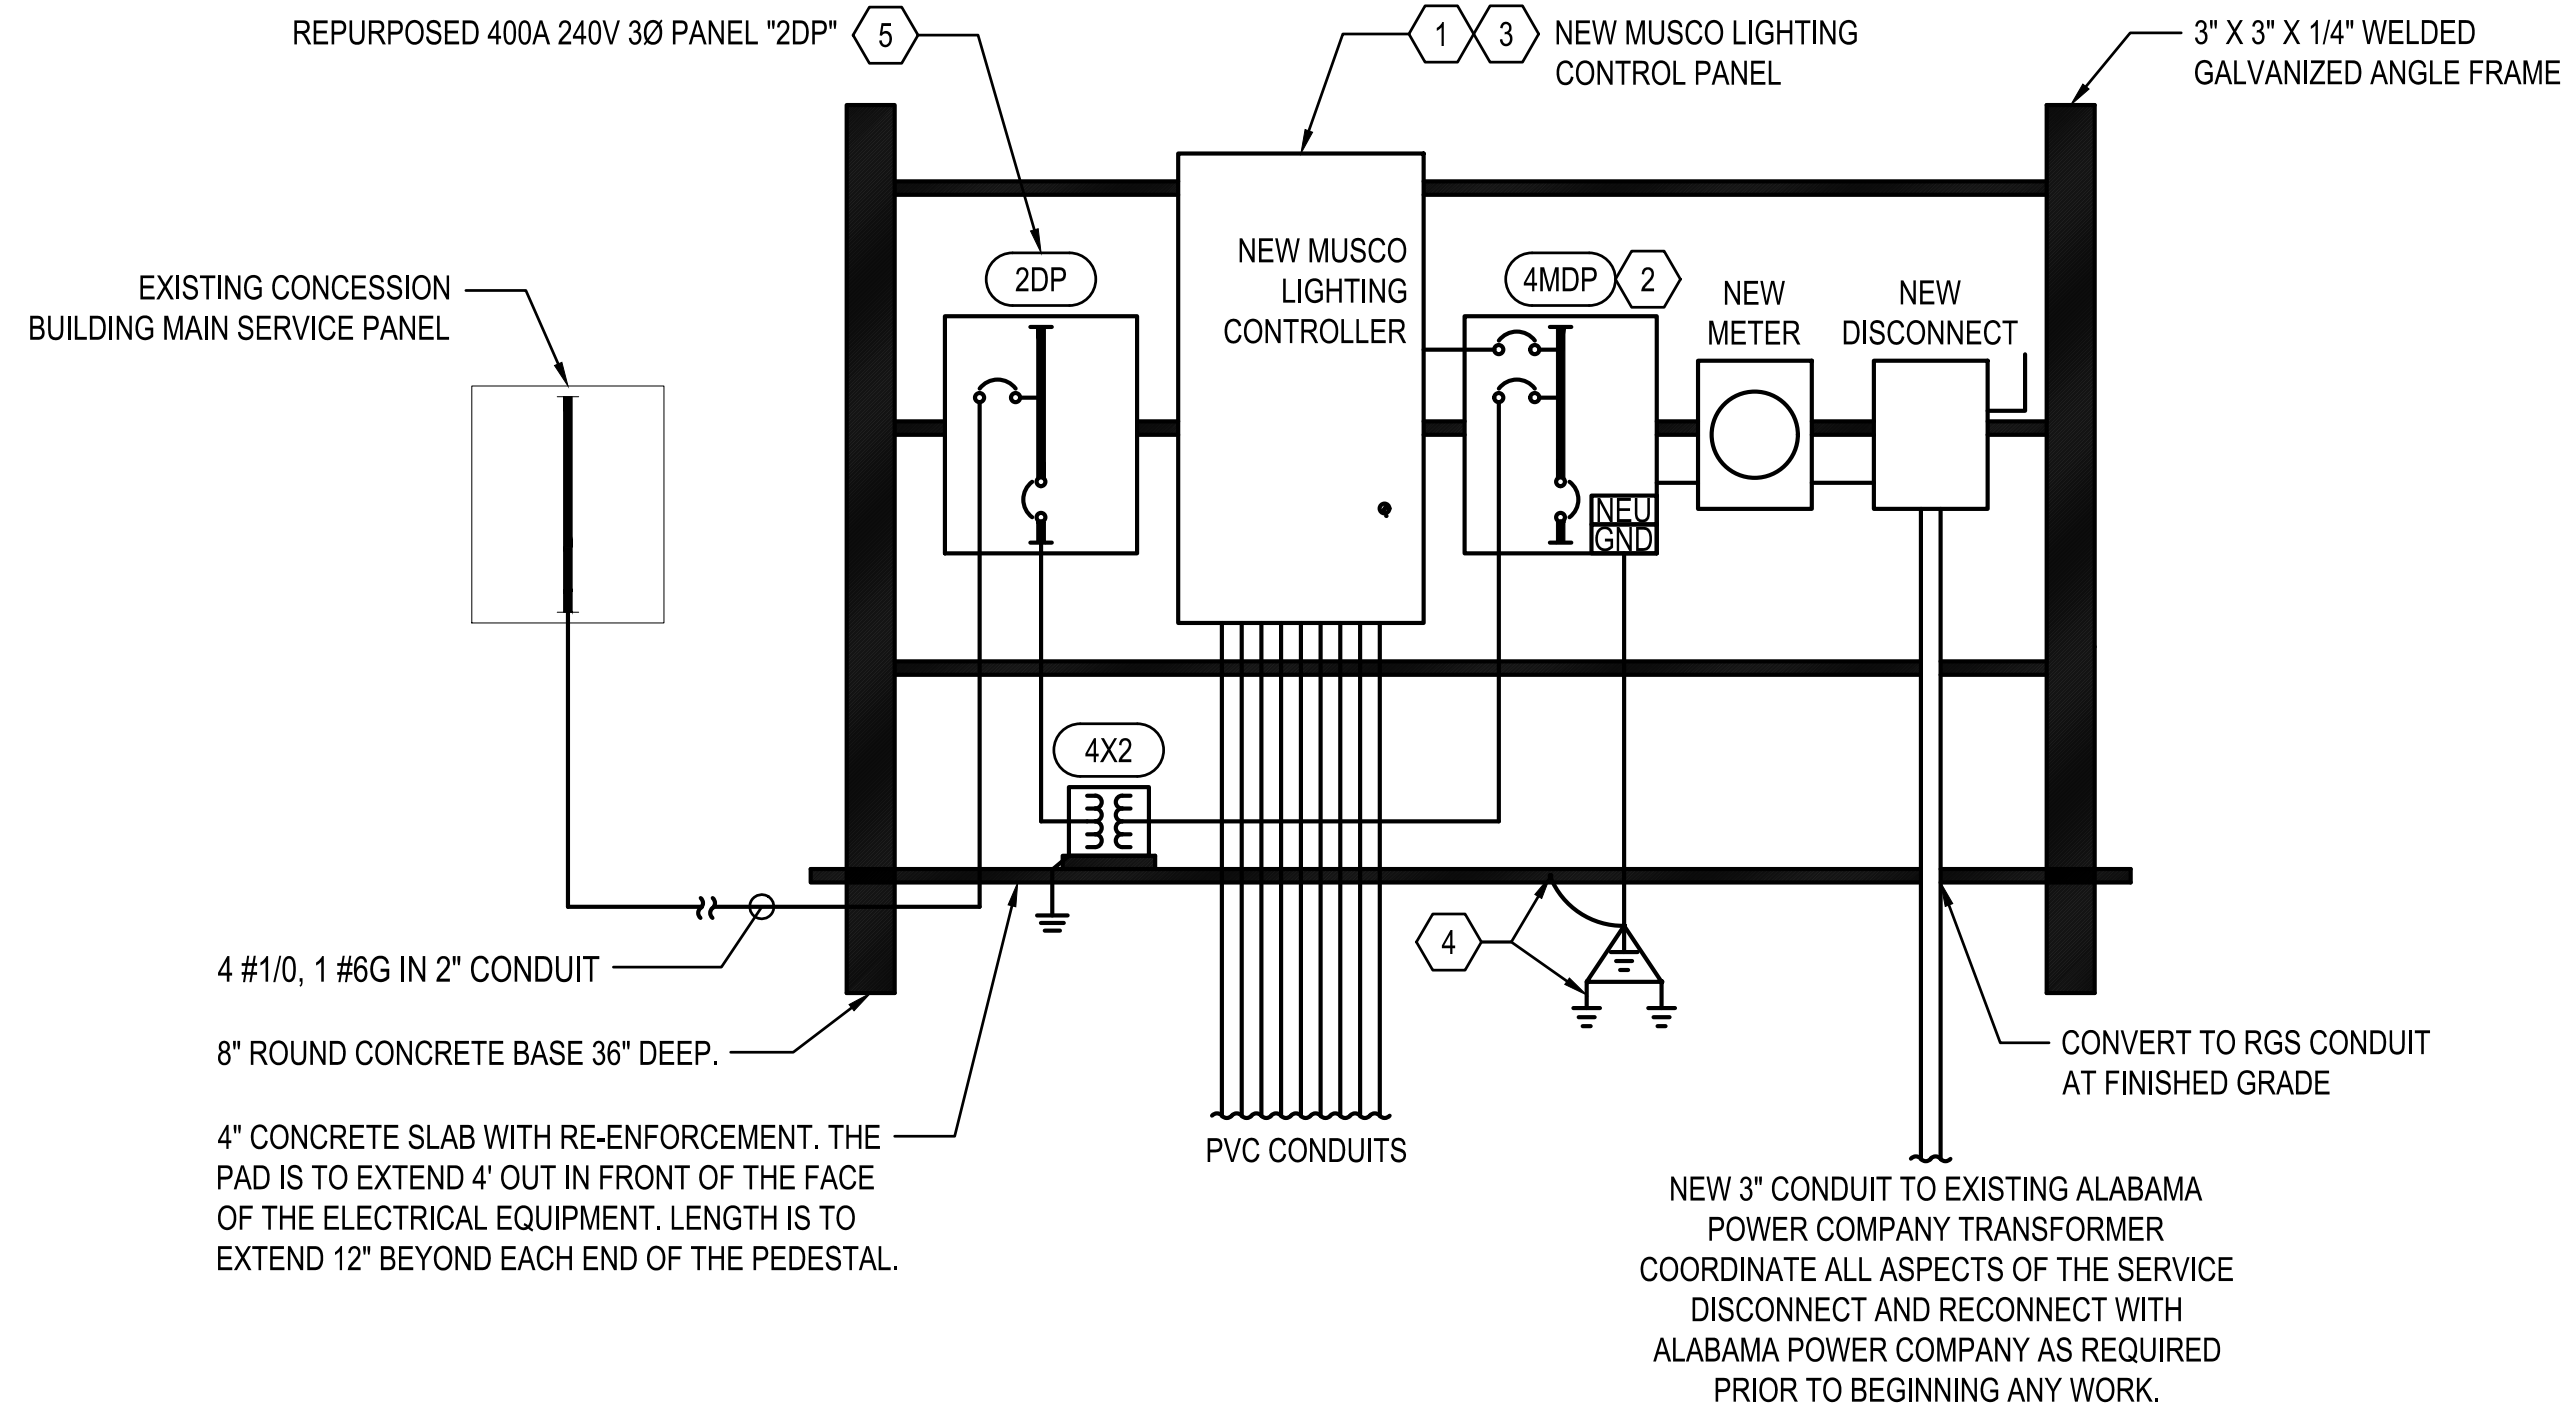 REPURPOSED 400A 240V 3Ø PANEL "2DP"
5
1
3
NEW MUSCO LIGHTING
CONTROL PANEL
3" X 3" X 1/4" WELDED
GALVANIZED ANGLE FRAME
EXISTING CONCESSION
BUILDING MAIN SERVICE PANEL
2DP
NEW MUSCO
LIGHTING
CONTROLLER
4MDP
2
NEW
METER
NEW
DISCONNECT
NEU
GND
4X2
4
4 #1/0, 1 #6G IN 2" CONDUIT
8" ROUND CONCRETE BASE 36" DEEP.
4" CONCRETE SLAB WITH RE-ENFORCEMENT. THE
PAD IS TO EXTEND 4' OUT IN FRONT OF THE FACE
OF THE ELECTRICAL EQUIPMENT. LENGTH IS TO
EXTEND 12" BEYOND EACH END OF THE PEDESTAL.
PVC CONDUITS
CONVERT TO RGS CONDUIT
AT FINISHED GRADE
NEW 3" CONDUIT TO EXISTING ALABAMA
POWER COMPANY TRANSFORMER
COORDINATE ALL ASPECTS OF THE SERVICE
DISCONNECT AND RECONNECT WITH
ALABAMA POWER COMPANY AS REQUIRED
PRIOR TO BEGINNING ANY WORK.